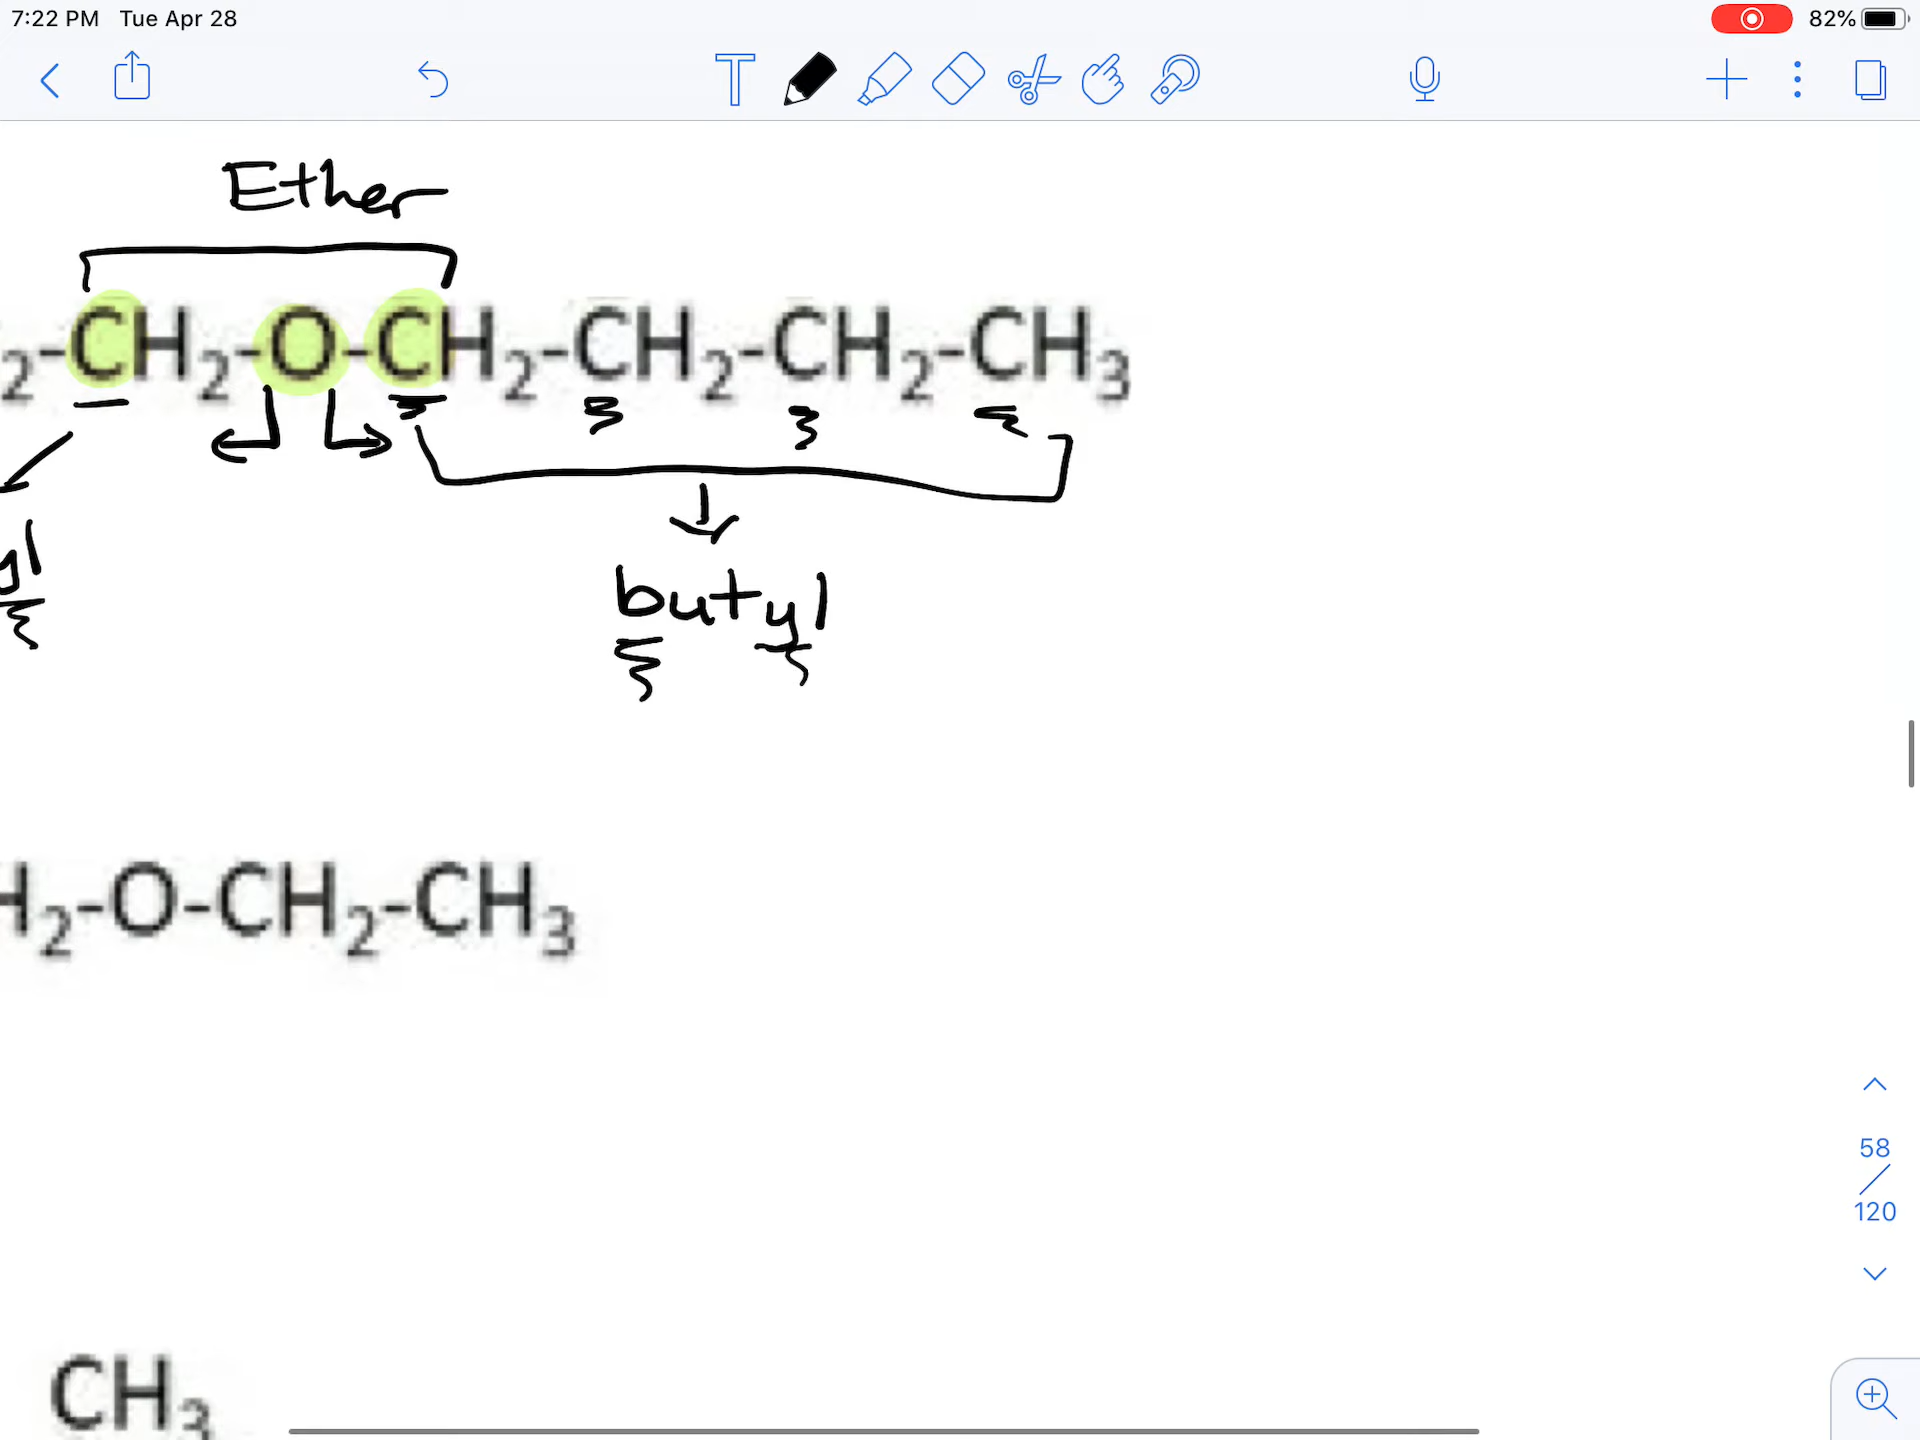 7:22 PM Tue Apr 28
82%
Ether
2-CH2-O-CH2-CH2-CH2-CH3
yl
butyl
H2-O-CH2-CH3
58
120
CH3